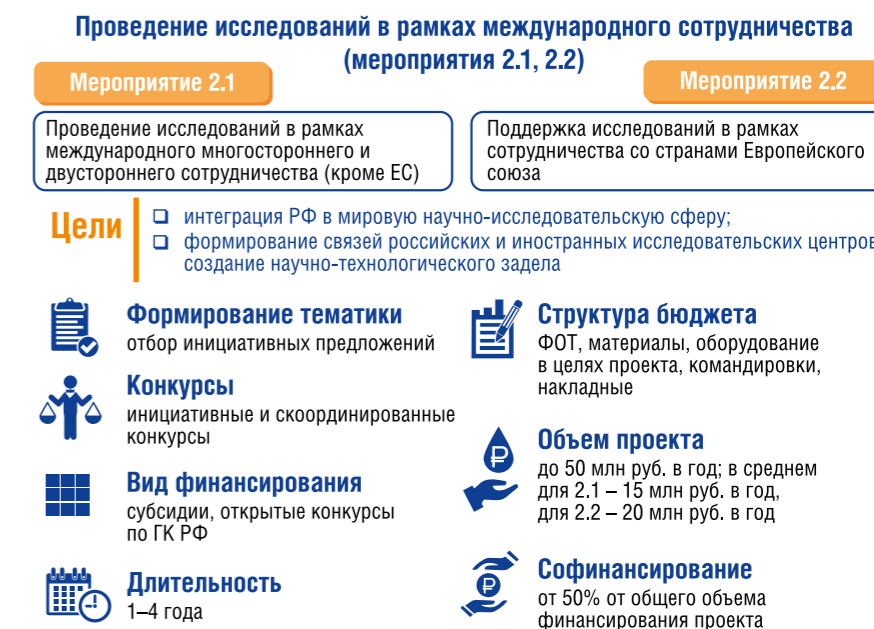 Проведение исследований в рамках международного сотрудничества
(мероприятия 2.1, 2.2)
Мероприятие 2.1
Мероприятие 2.2
Проведение исследований в рамках
международного многостороннего и
двустороннего сотрудничества (кроме ЕС)
Поддержка исследований в рамках
сотрудничества со странами Европейского
союза
Цели
интеграция РФ в мировую научно-исследовательскую сферу;
формирование связей российских и иностранных исследовательских центров
создание научно-технологического задела
Формирование тематики
отбор инициативных предложений
Конкурсы
инициативные и скоординированные
конкурсы
Вид финансирования
субсидии, открытые конкурсы
по ГК РФ
Длительность
1–4 года
Структура бюджета
ФОТ, материалы, оборудование
в целях проекта, командировки,
накладные
Объем проекта
до 50 млн руб. в год; в среднем
для 2.1 – 15 млн руб. в год,
для 2.2 – 20 млн руб. в год
Софинансирование
от 50% от общего объема
финансирования проекта